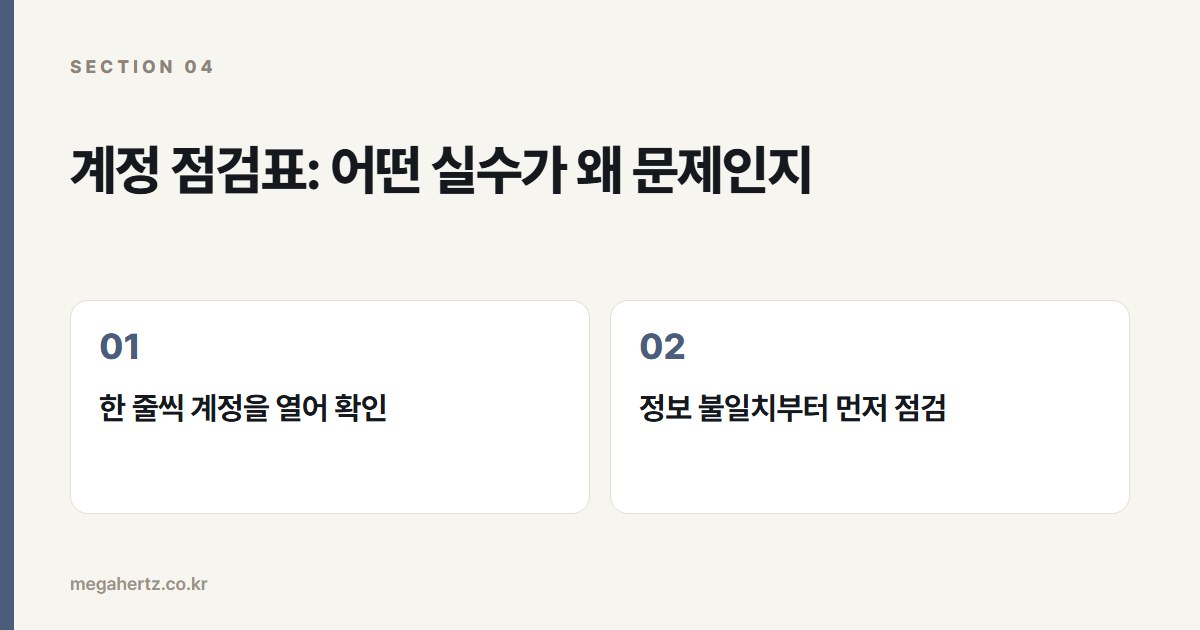 SECTION 04
계정 점검표: 어떤 실수가 왜 문제인지
01
한 줄씩 계정을 열어 확인
02
정보 불일치부터 먼저 점검
megahertz.co.kr